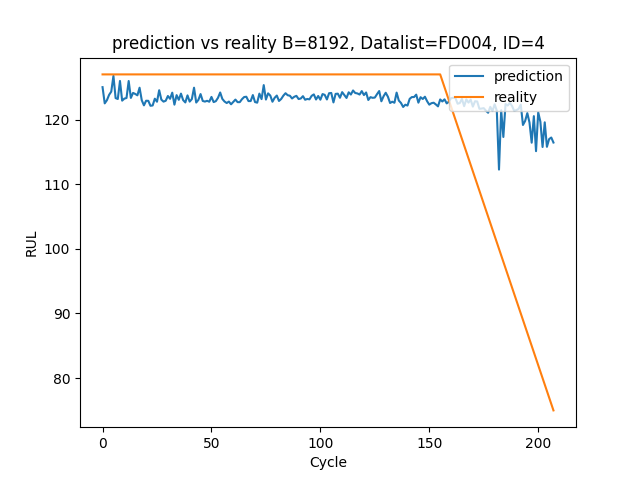 prediction vs reality B=8192, Datalist=FD004, ID=4
prediction
reality
RUL
120
110
100
90
80
0
50
100
150
200
Cycle